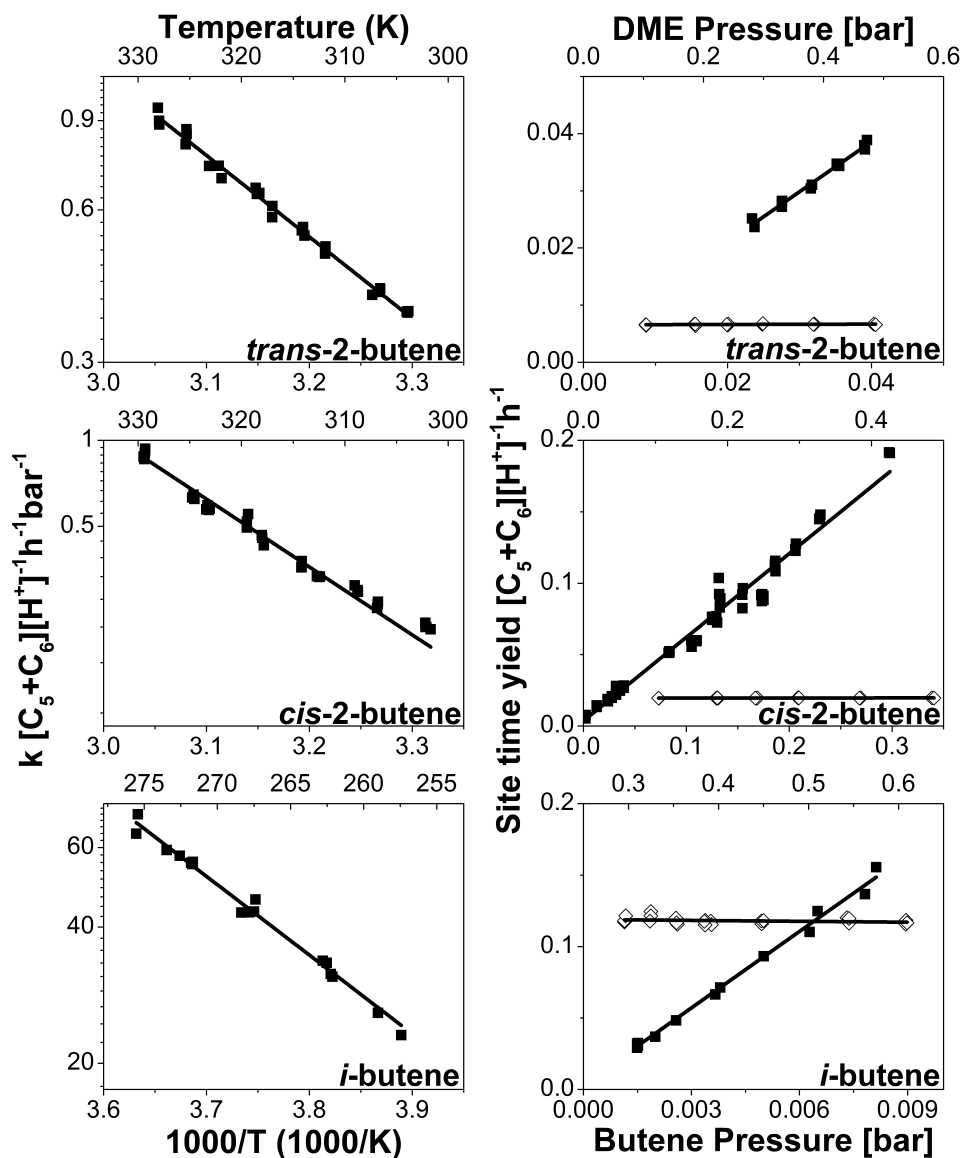 Temperature (K)
330 320 310 300
0.9
0.6
0.3
trans-2-butene
3.0 3.1 3.2 3.3
DME Pressure [bar]
0.0 0.2 0.4 0.6
0.04
0.02
0.00
trans-2-butene
0.00 0.02 0.04
k [C₅+C₆][H⁺]⁻¹h⁻¹bar⁻¹
330 320 310 300
1
0.5
cis-2-butene
3.0 3.1 3.2 3.3
Site time yield [C₅+C₆][H⁺]⁻¹h⁻¹
0.0 0.2 0.4
0.2
0.1
0.0
cis-2-butene
0.0 0.1 0.2 0.3
275 270 265 260 255
60
40
20
i-butene
3.6 3.7 3.8 3.9
1000/T (1000/K)
0.3 0.4 0.5 0.6
0.2
0.1
0.0
i-butene
0.000 0.003 0.006 0.009
Butene Pressure [bar]